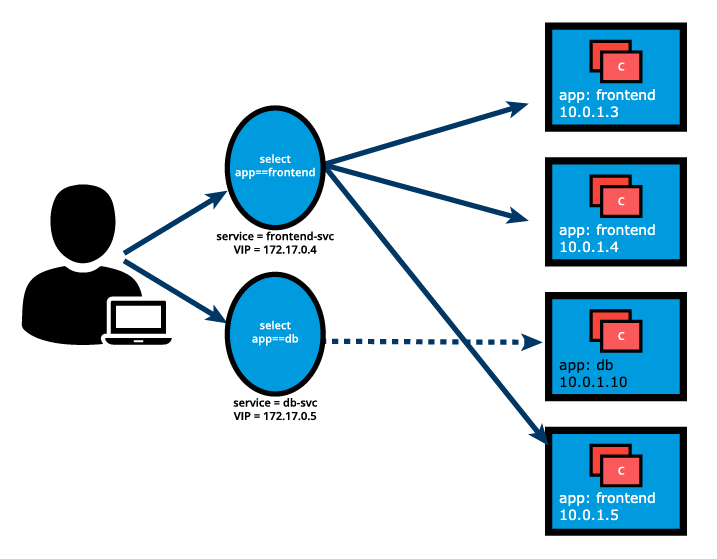 select
app==frontend
service = frontend-svc
VIP = 172.17.0.4
select
app==db
service = db-svc
VIP = 172.17.0.5
C
app: frontend
10.0.1.3
C
app: frontend
10.0.1.4
C
app: db
10.0.1.10
C
app: frontend
10.0.1.5